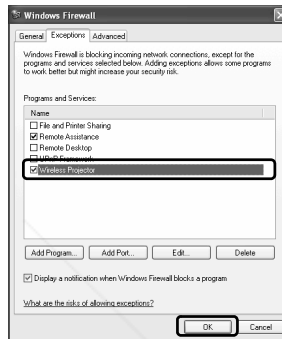 Windows Firewall
General Exceptions Advanced
Windows Firewall is blocking incoming network connections, except for the
programs and services selected below. Adding exceptions allows some programs
to work better but might increase your security risk.
Programs and Services:
Name
File and Printer Sharing
Remote Assistance
Remote Desktop
UPnP Framework
Wireless Projector
Add Program... Add Port... Edit... Delete
Display a notification when Windows Firewall blocks a program
What are the risks of allowing exceptions?
OK Cancel